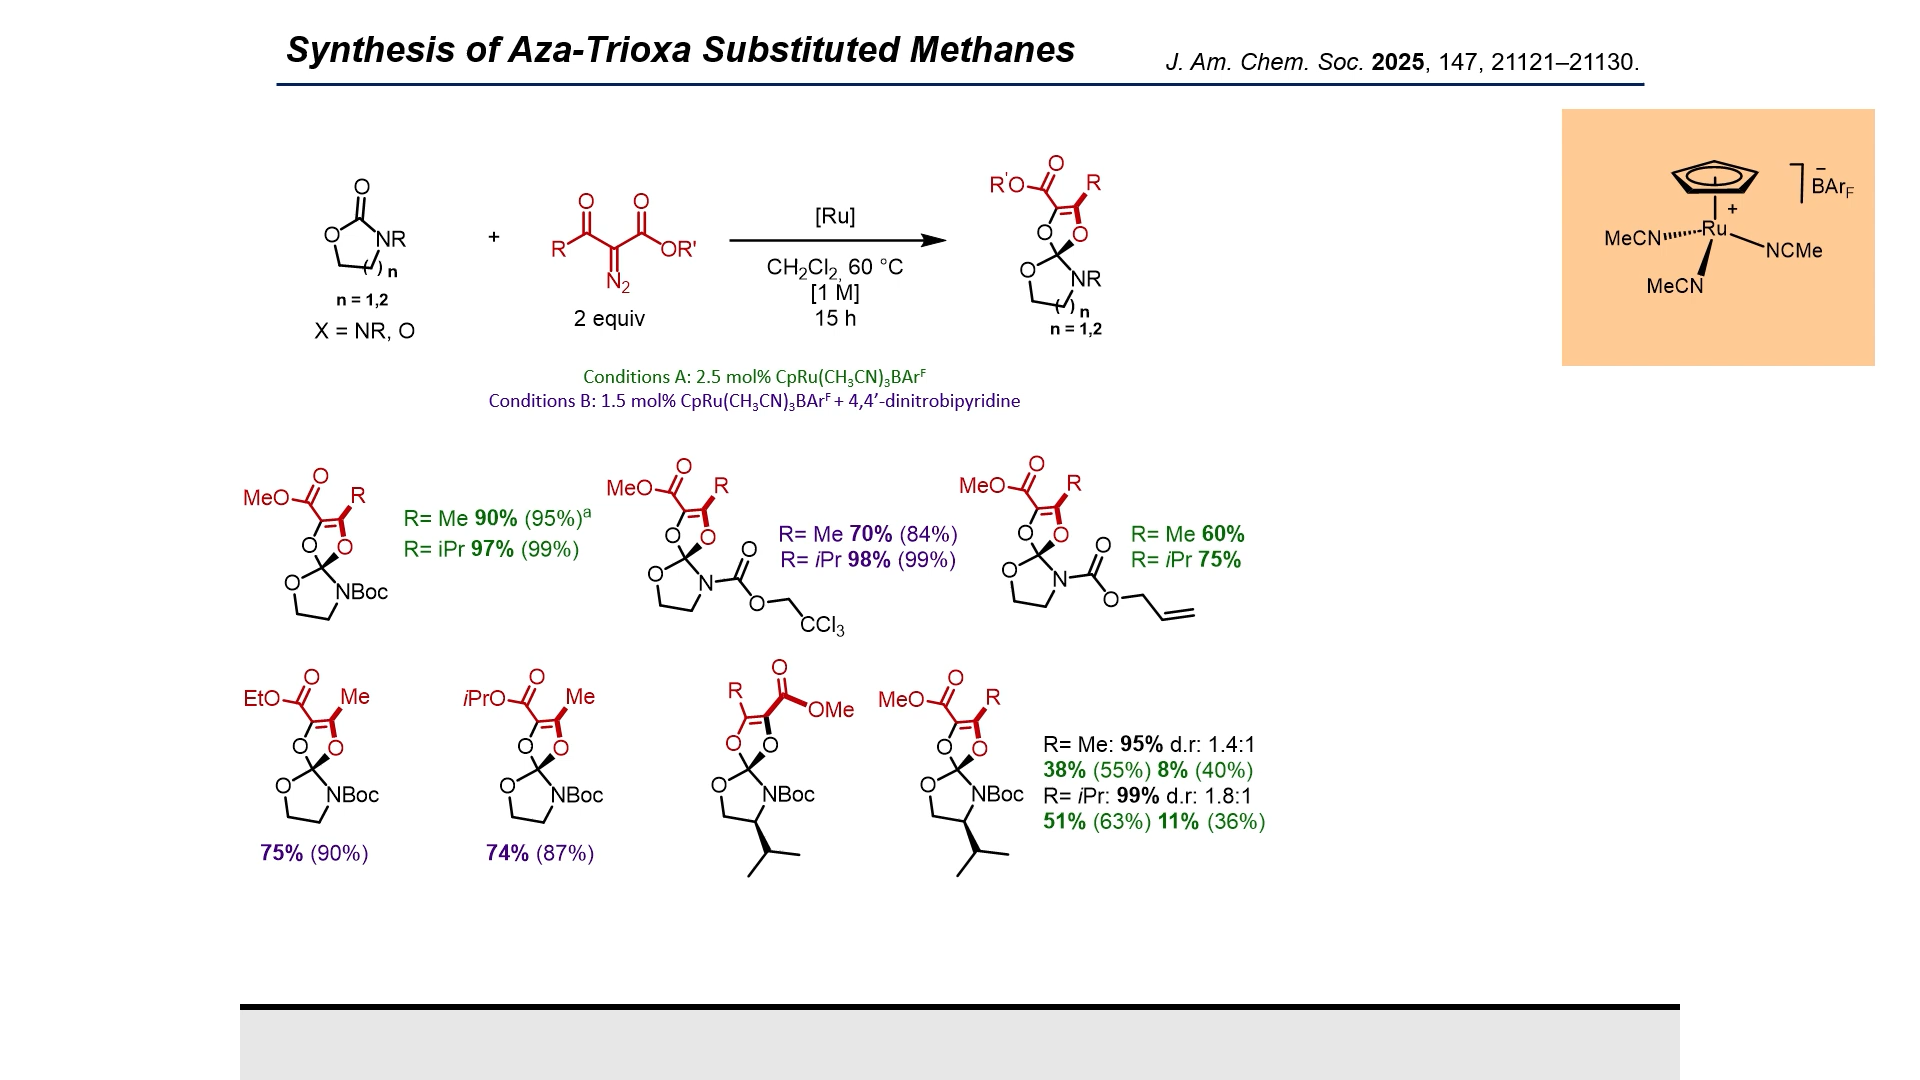 Synthesis of Aza-Trioxa Substituted Methanes
J. Am. Chem. Soc. 2025, 147, 21121–21130.
O
O
NR
( ) n
n = 1,2
X = NR, O
+
O
O
R
OR'
N2
2 equiv
[Ru]
CH2Cl2, 60 °C
[1 M]
15 h
O
R'O
R
O
O
O
NR
( ) n
n = 1,2
] −
BArF
+
MeCN
Ru
NCMe
MeCN
Conditions A: 2.5 mol% CpRu(CH3CN)3BArF
Conditions B: 1.5 mol% CpRu(CH3CN)3BArF + 4,4’-dinitrobipyridine
O
MeO
R
O
O
O
NBoc
R= Me 90% (95%)a
R= iPr 97% (99%)
O
MeO
R
O
O
O
O
N
O
CCl3
R= Me 70% (84%)
R= iPr 98% (99%)
O
MeO
R
O
O
O
O
N
O
R= Me 60%
R= iPr 75%
O
EtO
Me
O
O
O
NBoc
75% (90%)
O
iPrO
Me
O
O
O
NBoc
74% (87%)
O
R
OMe
O
O
O
NBoc
O
MeO
R
O
O
O
NBoc
R= Me: 95% d.r: 1.4:1
38% (55%) 8% (40%)
R= iPr: 99% d.r: 1.8:1
51% (63%) 11% (36%)